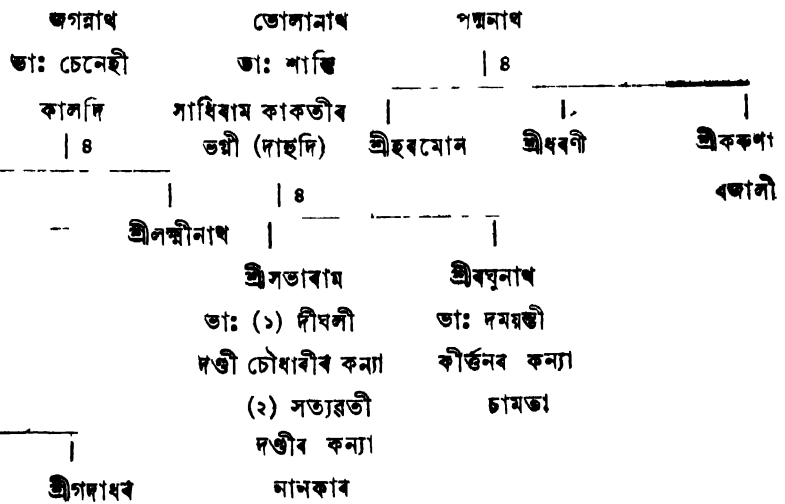 জগন্নাথ ভোলানাথ পদ্মনাথ
ভা: চেনেহী ভা: শান্তি | ৪
কালদি সাধিৰাম কাকতীৰ
| ৪ ভগ্নী (দাহুদি) শ্ৰীহৰমোন শ্ৰীধৰণী শ্ৰীকৰুণা
বজালী
| ৪
শ্ৰীলক্ষ্মীনাথ
শ্ৰীসভাৰাম শ্ৰীৰঘুনাথ
ভা: (১) দীঘলী ভা: দময়ন্তী
দণ্ডী চৌধাৰীৰ কন্যা কীৰ্ত্তনৰ কন্যা
(২) সত্যৱতী চামতা
দণ্ডীৰ কন্যা
শ্ৰীগদাধৰ নানকাৰ